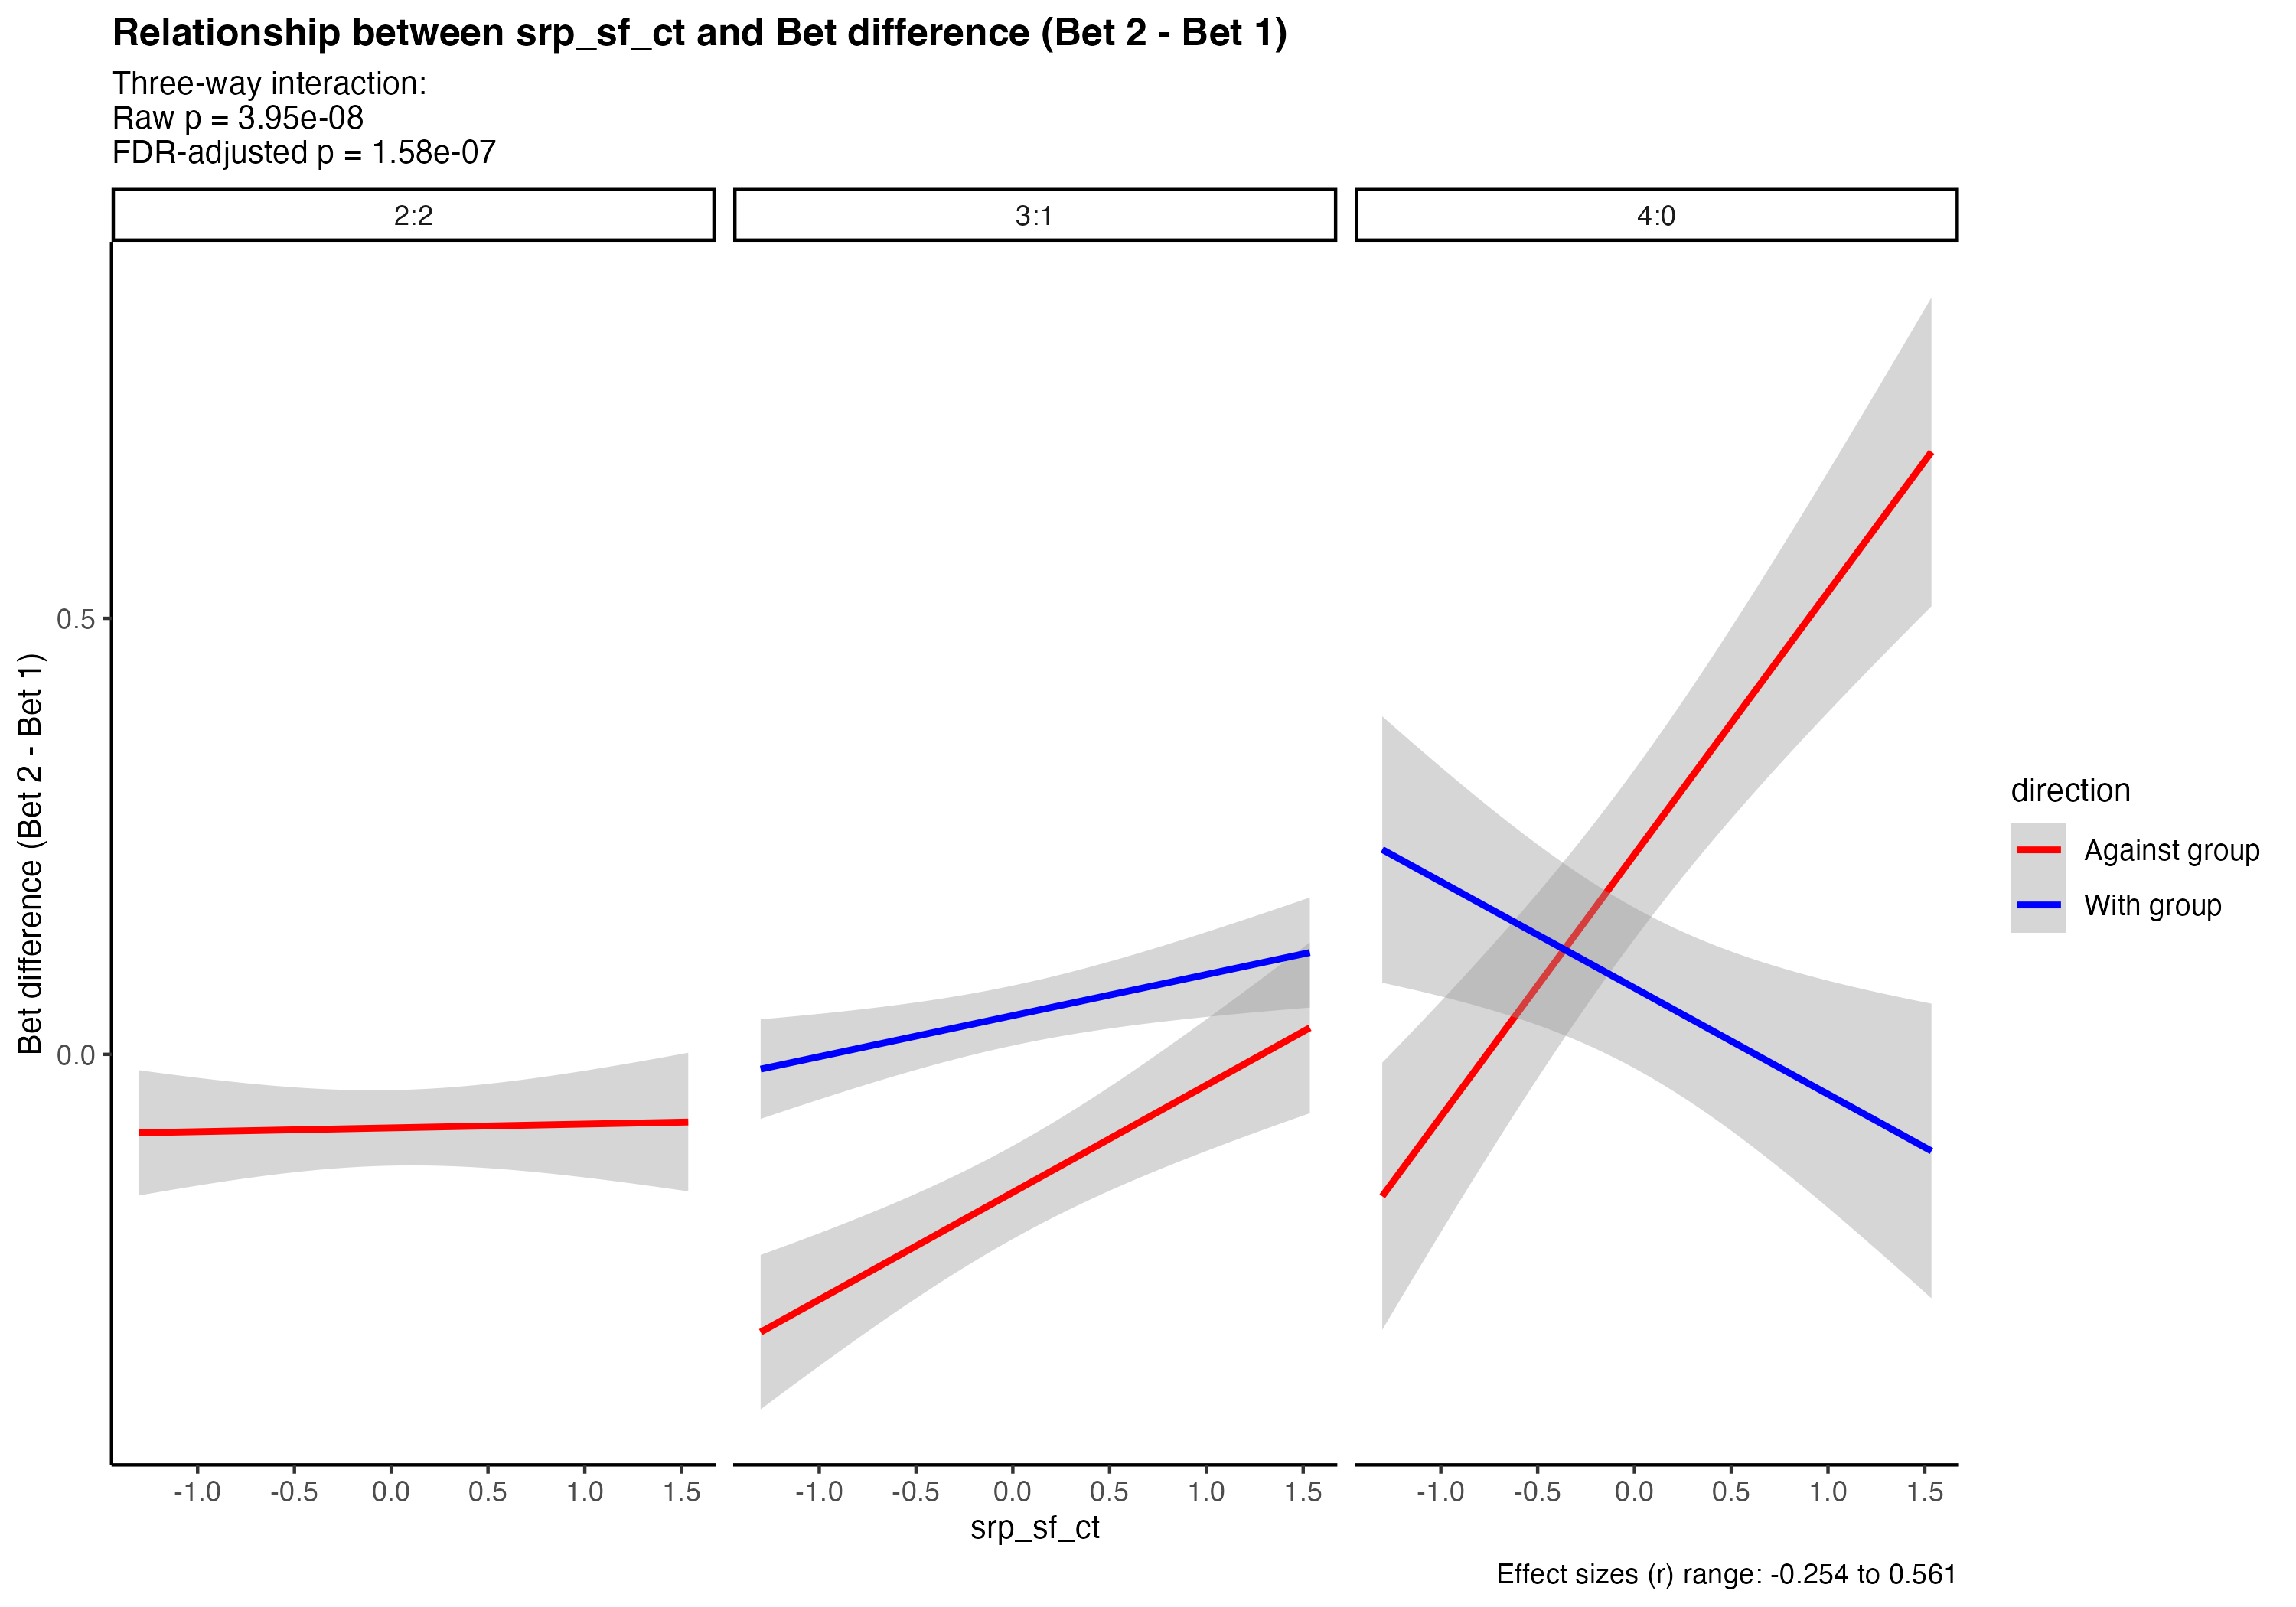 Relationship between srp_sf_ct and Bet difference (Bet 2 - Bet 1)
Three-way interaction:
Raw p = 3.95e-08
FDR-adjusted p = 1.58e-07
2:2 3:1 4:0
Bet difference (Bet 2 - Bet 1)
0.5
0.0
-1.0 -0.5 0.0 0.5 1.0 1.5 -1.0 -0.5 0.0 0.5 1.0 1.5 -1.0 -0.5 0.0 0.5 1.0 1.5
srp_sf_ct
direction
Against group
With group
Effect sizes (r) range: -0.254 to 0.561